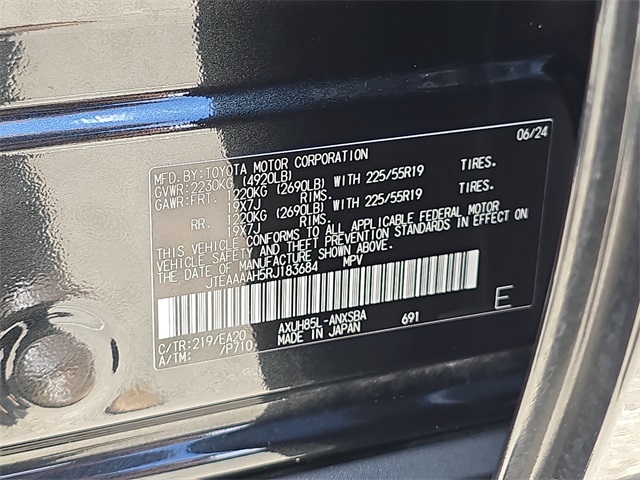 06/24
MFD.BY:TOYOTA MOTOR CORPORATION
GVWR:2230KG (4920LB)
GAWR:FRT. 1220KG (2690LB) WITH 225/55R19 TIRES.
19X7J RIMS.
RR. 1220KG (2690LB) WITH 225/55R19 TIRES.
19X7J RIMS.
THIS VEHICLE CONFORMS TO ALL APPLICABLE FEDERAL MOTOR
VEHICLE SAFETY AND THEFT PREVENTION STANDARDS IN EFFECT ON
THE DATE OF MANUFACTURE SHOWN ABOVE.
JTEAAAAH5RJ183684 MPV
E
C/TR:219/EA20 AXUH85L-ANXSBA 691
A/TM: /P710 MADE IN JAPAN